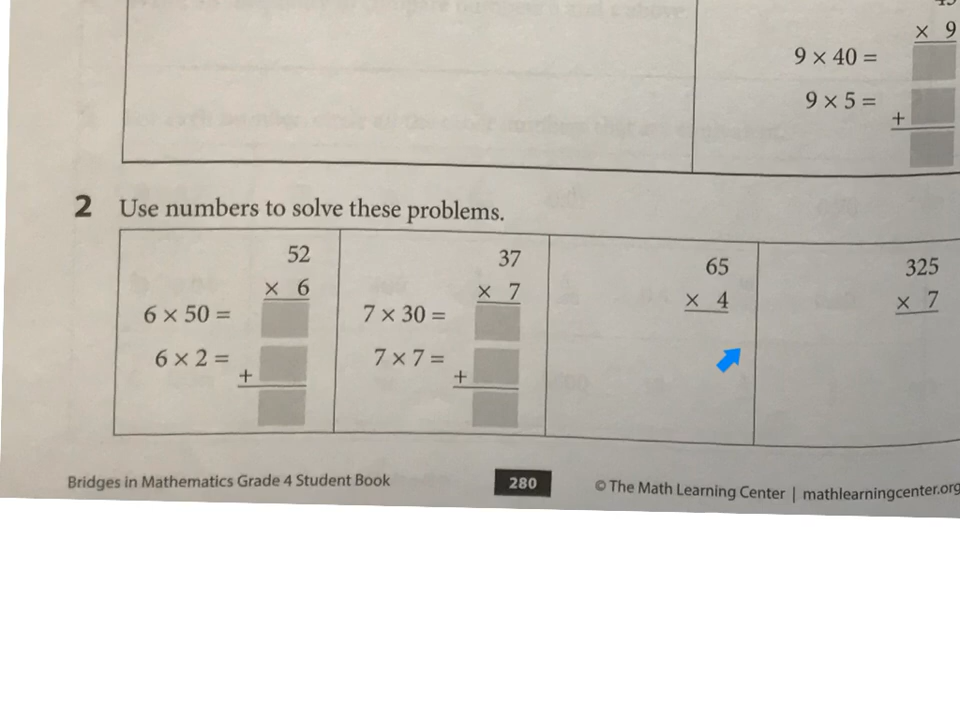 × 9
9 × 40 =
9 × 5 =
+
2 Use numbers to solve these problems.
52
× 6
6 × 50 =
6 × 2 =
+
37
× 7
7 × 30 =
7 × 7 =
+
65
× 4
325
× 7
Bridges in Mathematics Grade 4 Student Book
280
© The Math Learning Center | mathlearningcenter.org